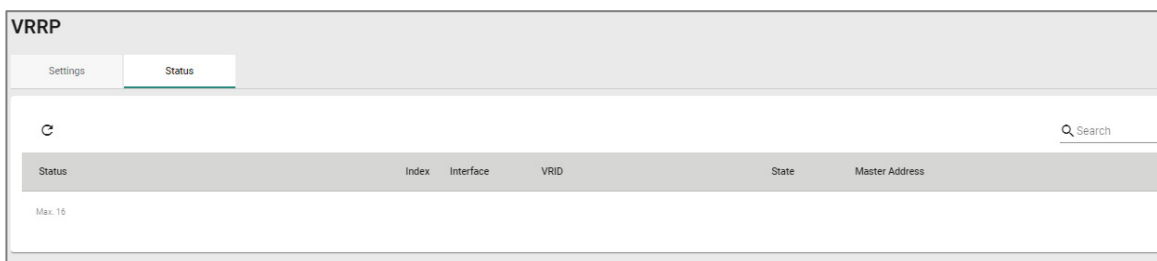 VRRP
Settings Status
Search
Status Index Interface VRID State Master Address
Max. 16